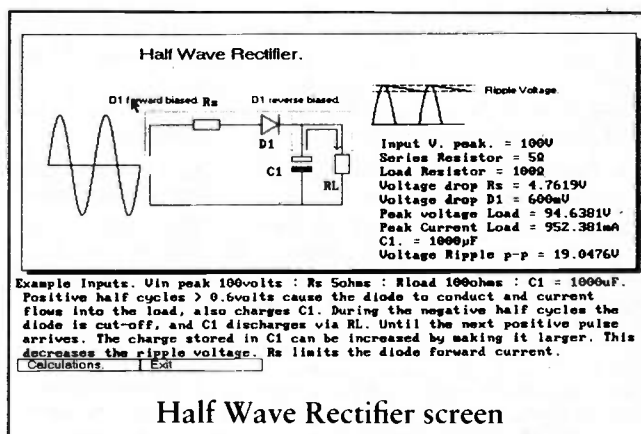 Half Wave Rectifier.
D1 forward biased. Rs D1 reverse biased.
Ripple Voltage.
D1
C1
RL
Input V. peak. = 100V
Series Resistor = 5Ω
Load Resistor = 100Ω
Voltage drop Rs = 4.7619V
Voltage drop D1 = 600mV
Peak voltage Load = 94.6381V
Peak Current Load = 952.381mA
C1. = 1000µF
Voltage Ripple p-p = 19.0476V
Example Inputs. Vin peak 100volts : Rs 5ohms : Rload 100ohms : C1 = 1000uF.
Positive half cycles > 0.6volts cause the diode to conduct and current
flows into the load, also charges C1. During the negative half cycles the
diode is cut-off, and C1 discharges via RL. Until the next positive pulse
arrives. The charge stored in C1 can be increased by making it larger. This
decreases the ripple voltage. Rs limits the diode forward current.
Calculations. Exit
Half Wave Rectifier screen